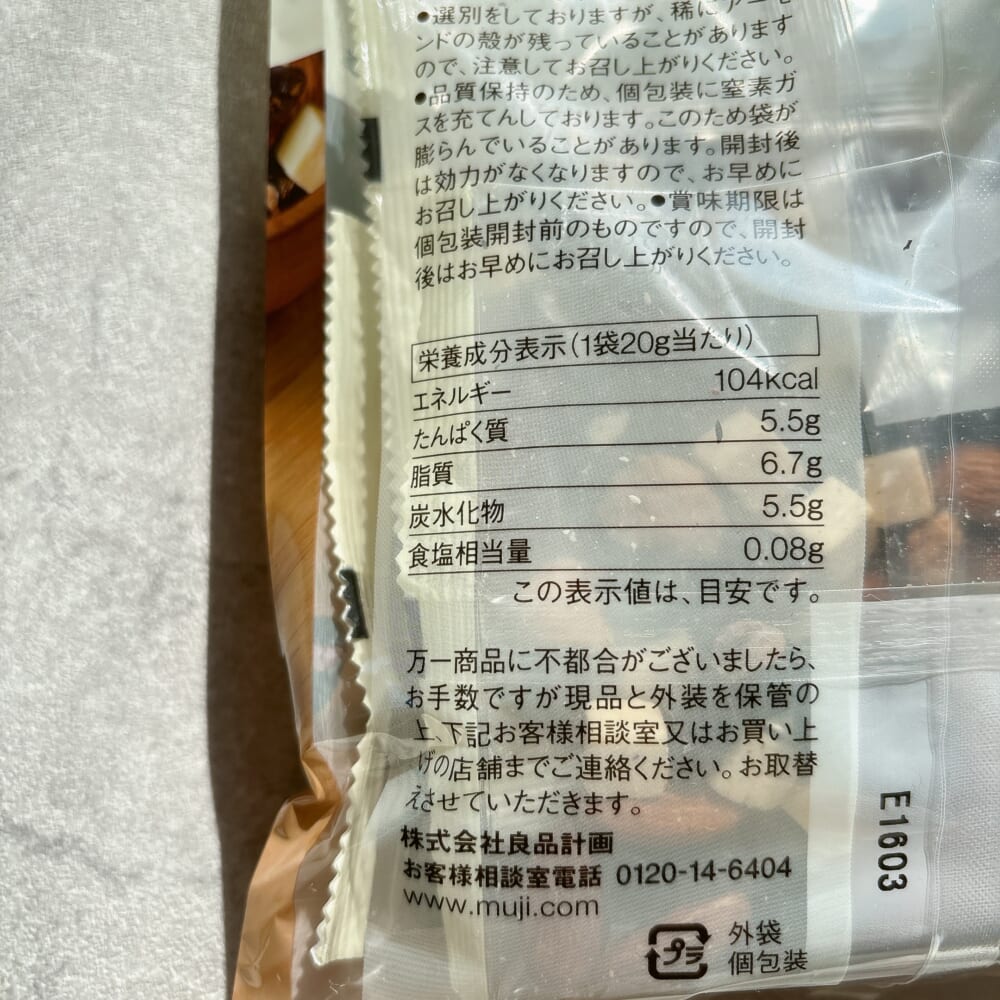 ●選別をしておりますが、稀にアーモ
ンドの殻が残っていることがあります
ので、注意してお召し上がりください。
●品質保持のため、個包装に窒素ガ
スを充てんしております。このため袋が
膨らんでいることがあります。開封後
は効力がなくなりますので、お早めに
お召し上がりください。●賞味期限は
個包装開封前のものですので、開封
後はお早めにお召し上がりください。
栄養成分表示(1袋20g当たり)
エネルギー 104kcal
たんぱく質 5.5g
脂質 6.7g
炭水化物 5.5g
食塩相当量 0.08g
この表示値は、目安です。
万一商品に不都合がございましたら、
お手数ですが現品と外装を保管の
上、下記お客様相談室又はお買い上
げの店舗までご連絡ください。お取替
えさせていただきます。
株式会社良品計画
お客様相談室電話 0120-14-6404
www.muji.com
プラ 外袋
個包装
E1603